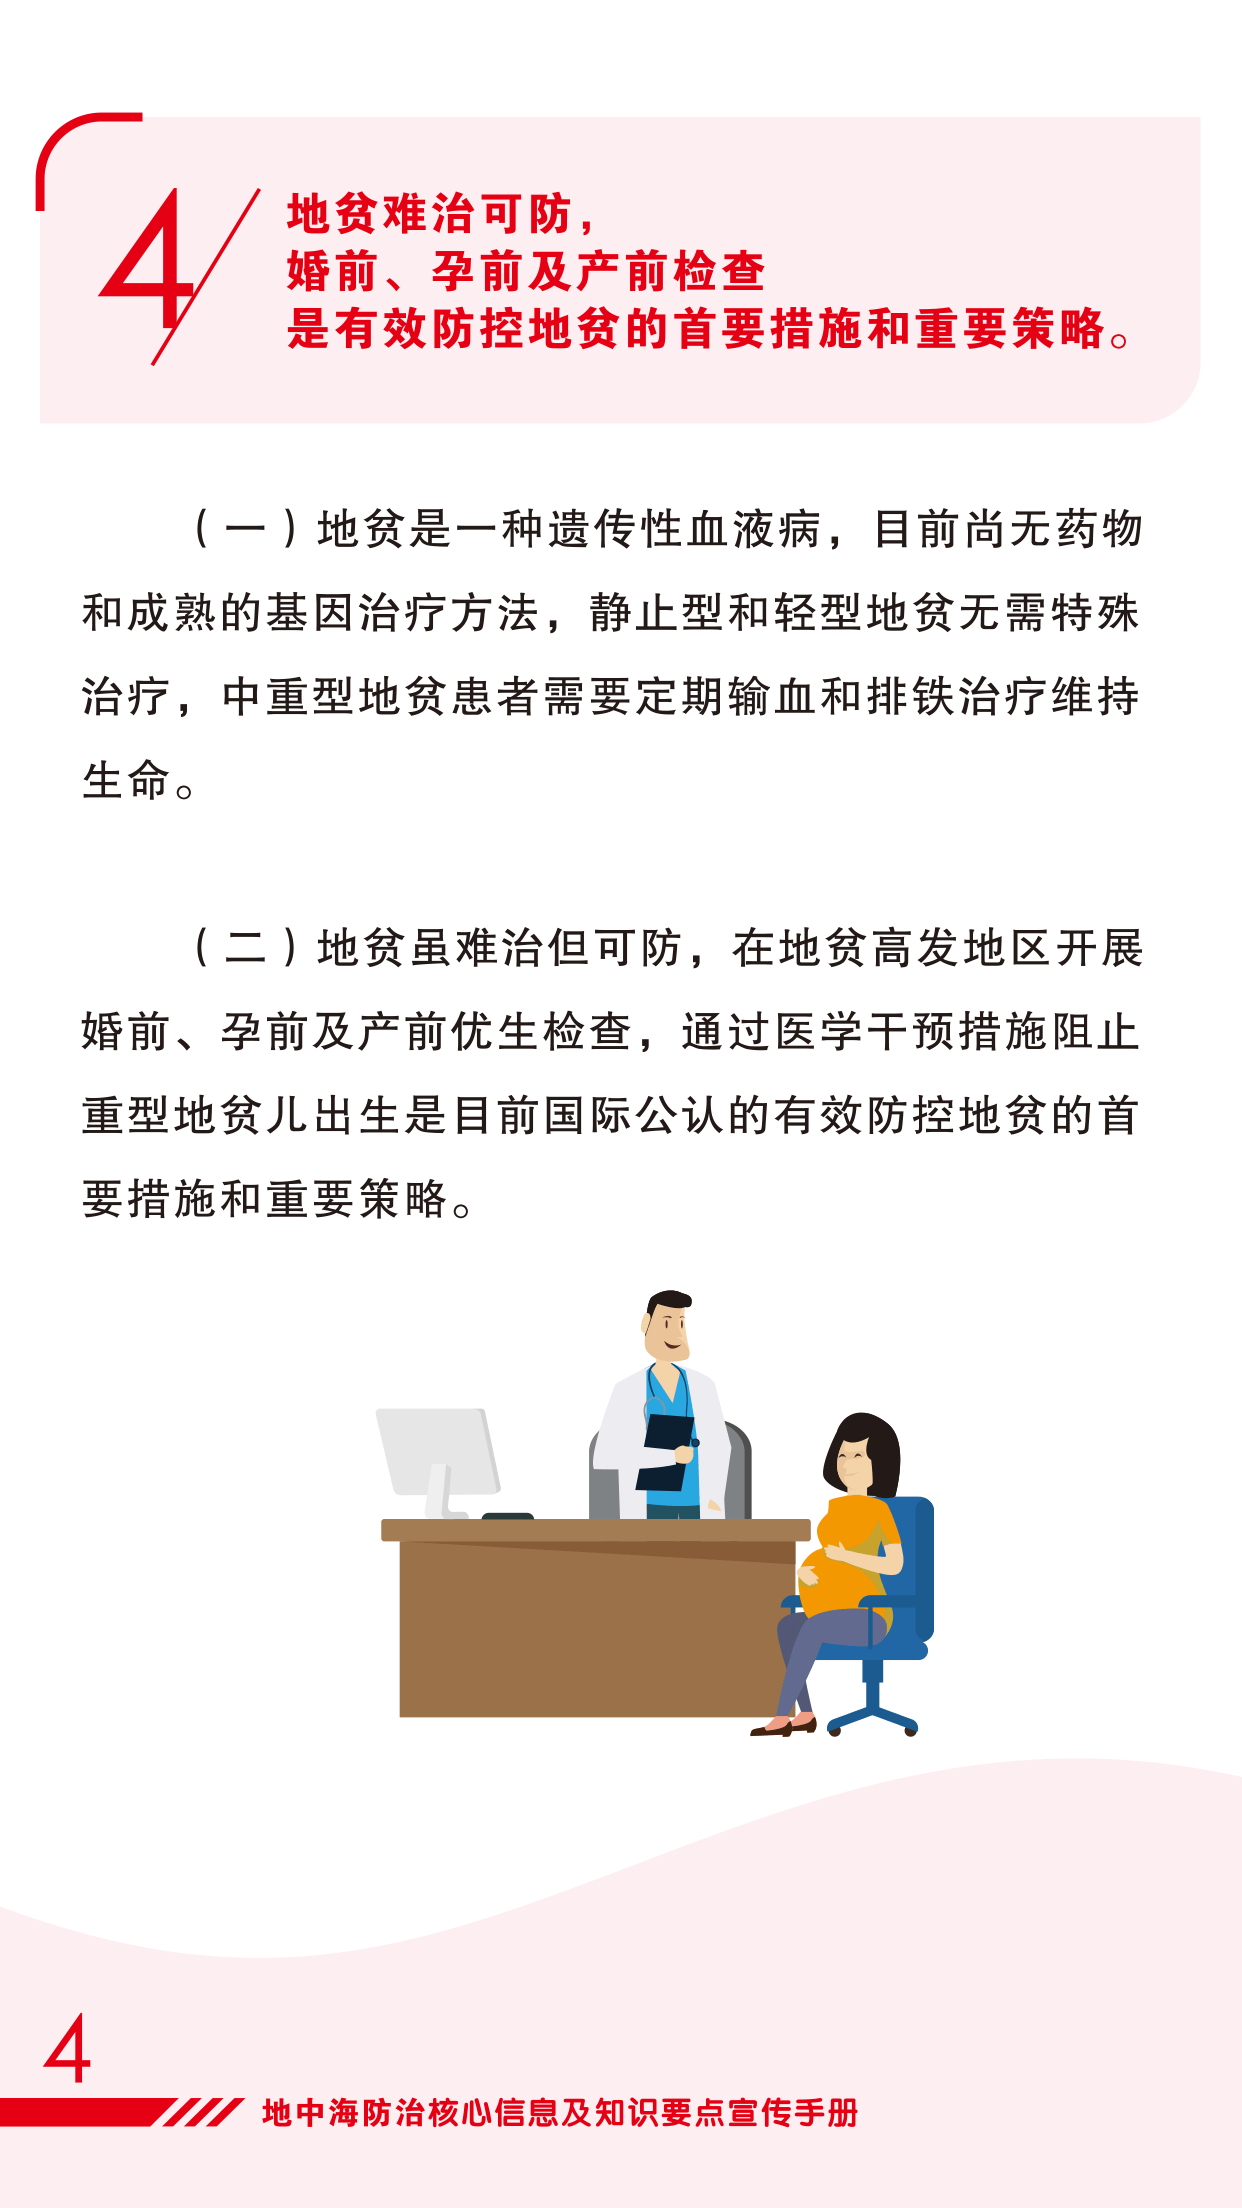 4
地贫难治可防，
婚前、孕前及产前检查
是有效防控地贫的首要措施和重要策略。
（一）地贫是一种遗传性血液病，目前尚无药物
和成熟的基因治疗方法，静止型和轻型地贫无需特殊
治疗，中重型地贫患者需要定期输血和排铁治疗维持
生命。
（二）地贫虽难治但可防，在地贫高发地区开展
婚前、孕前及产前优生检查，通过医学干预措施阻止
重型地贫儿出生是目前国际公认的有效防控地贫的首
要措施和重要策略。
4
地中海防治核心信息及知识要点宣传手册